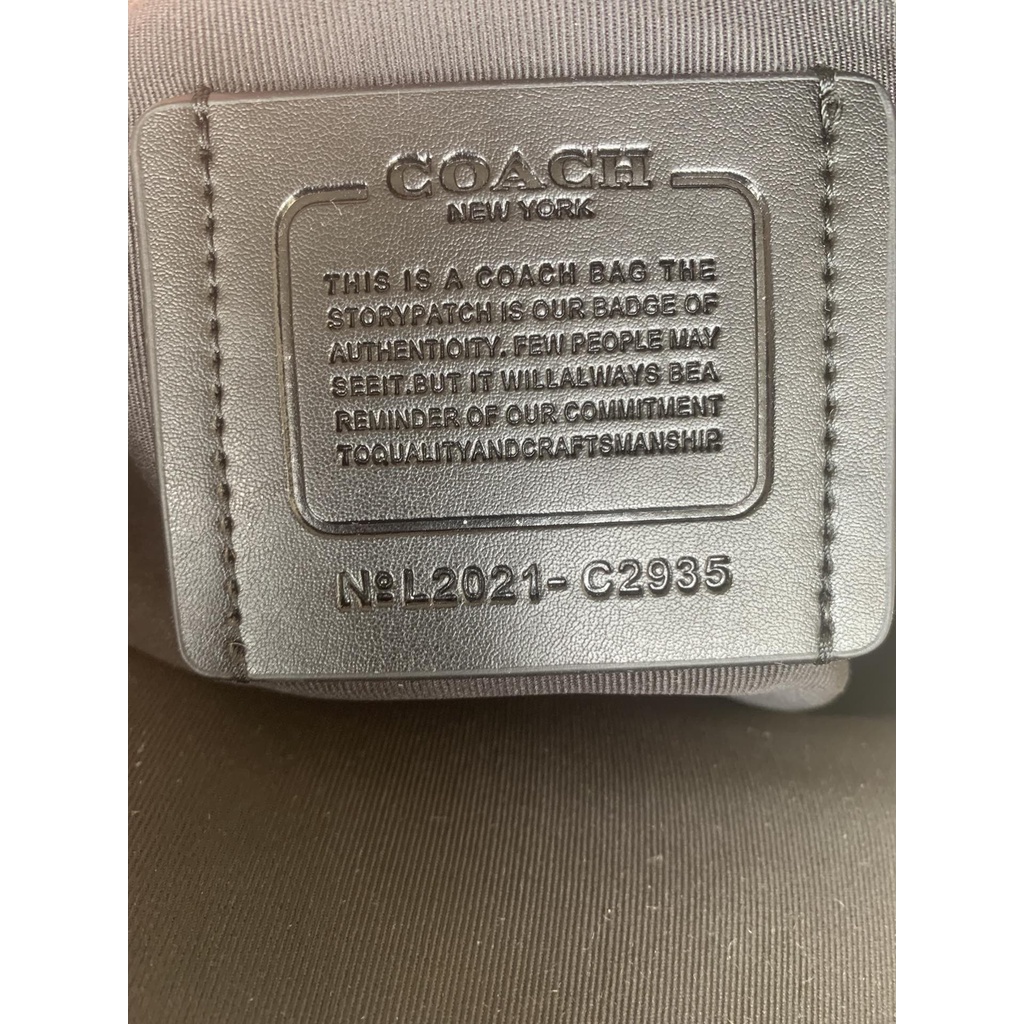 COACH
NEW YORK
THIS IS A COACH BAG THE
STORYPATCH IS OUR BADGE OF
AUTHENTIOITY. FEW PEOPLE MAY
SEEIT.BUT IT WILLALWAYS BEA
REMINDER OF OUR COMMITMENT
TOQUALITYANDCRAFTSMANSHIP.
NºL2021- C2935